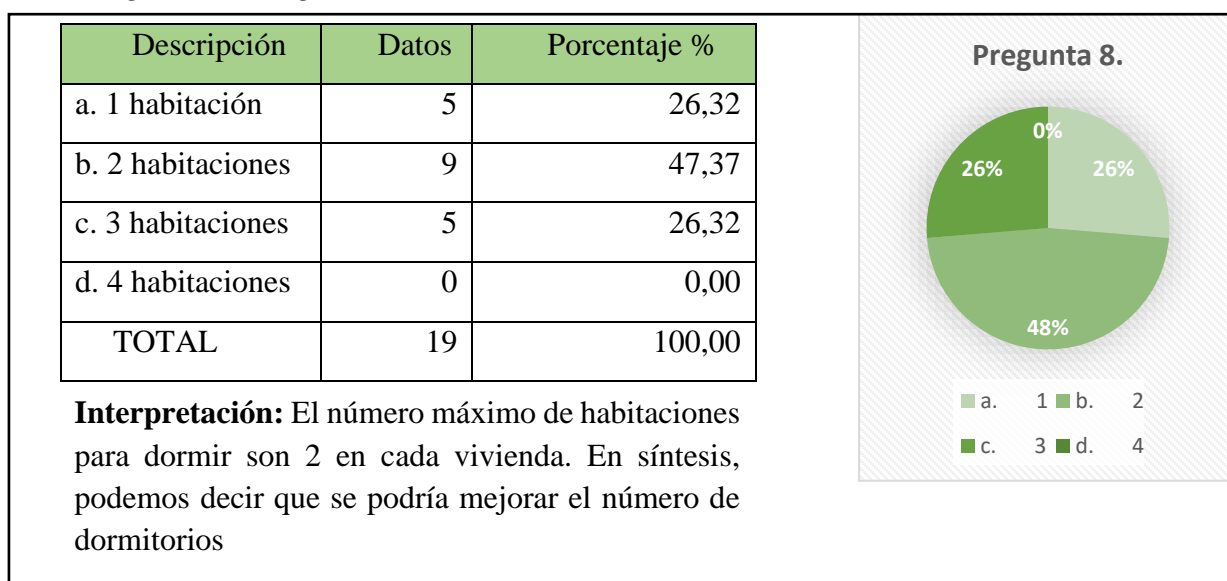 Descripción Datos Porcentaje %
a. 1 habitación 5 26,32
b. 2 habitaciones 9 47,37
c. 3 habitaciones 5 26,32
d. 4 habitaciones 0 0,00
TOTAL 19 100,00
Interpretación: El número máximo de habitaciones
para dormir son 2 en cada vivienda. En síntesis,
podemos decir que se podría mejorar el número de
dormitorios
Pregunta 8.
0%
26% 26%
48%
a. 1 b. 2
c. 3 d. 4